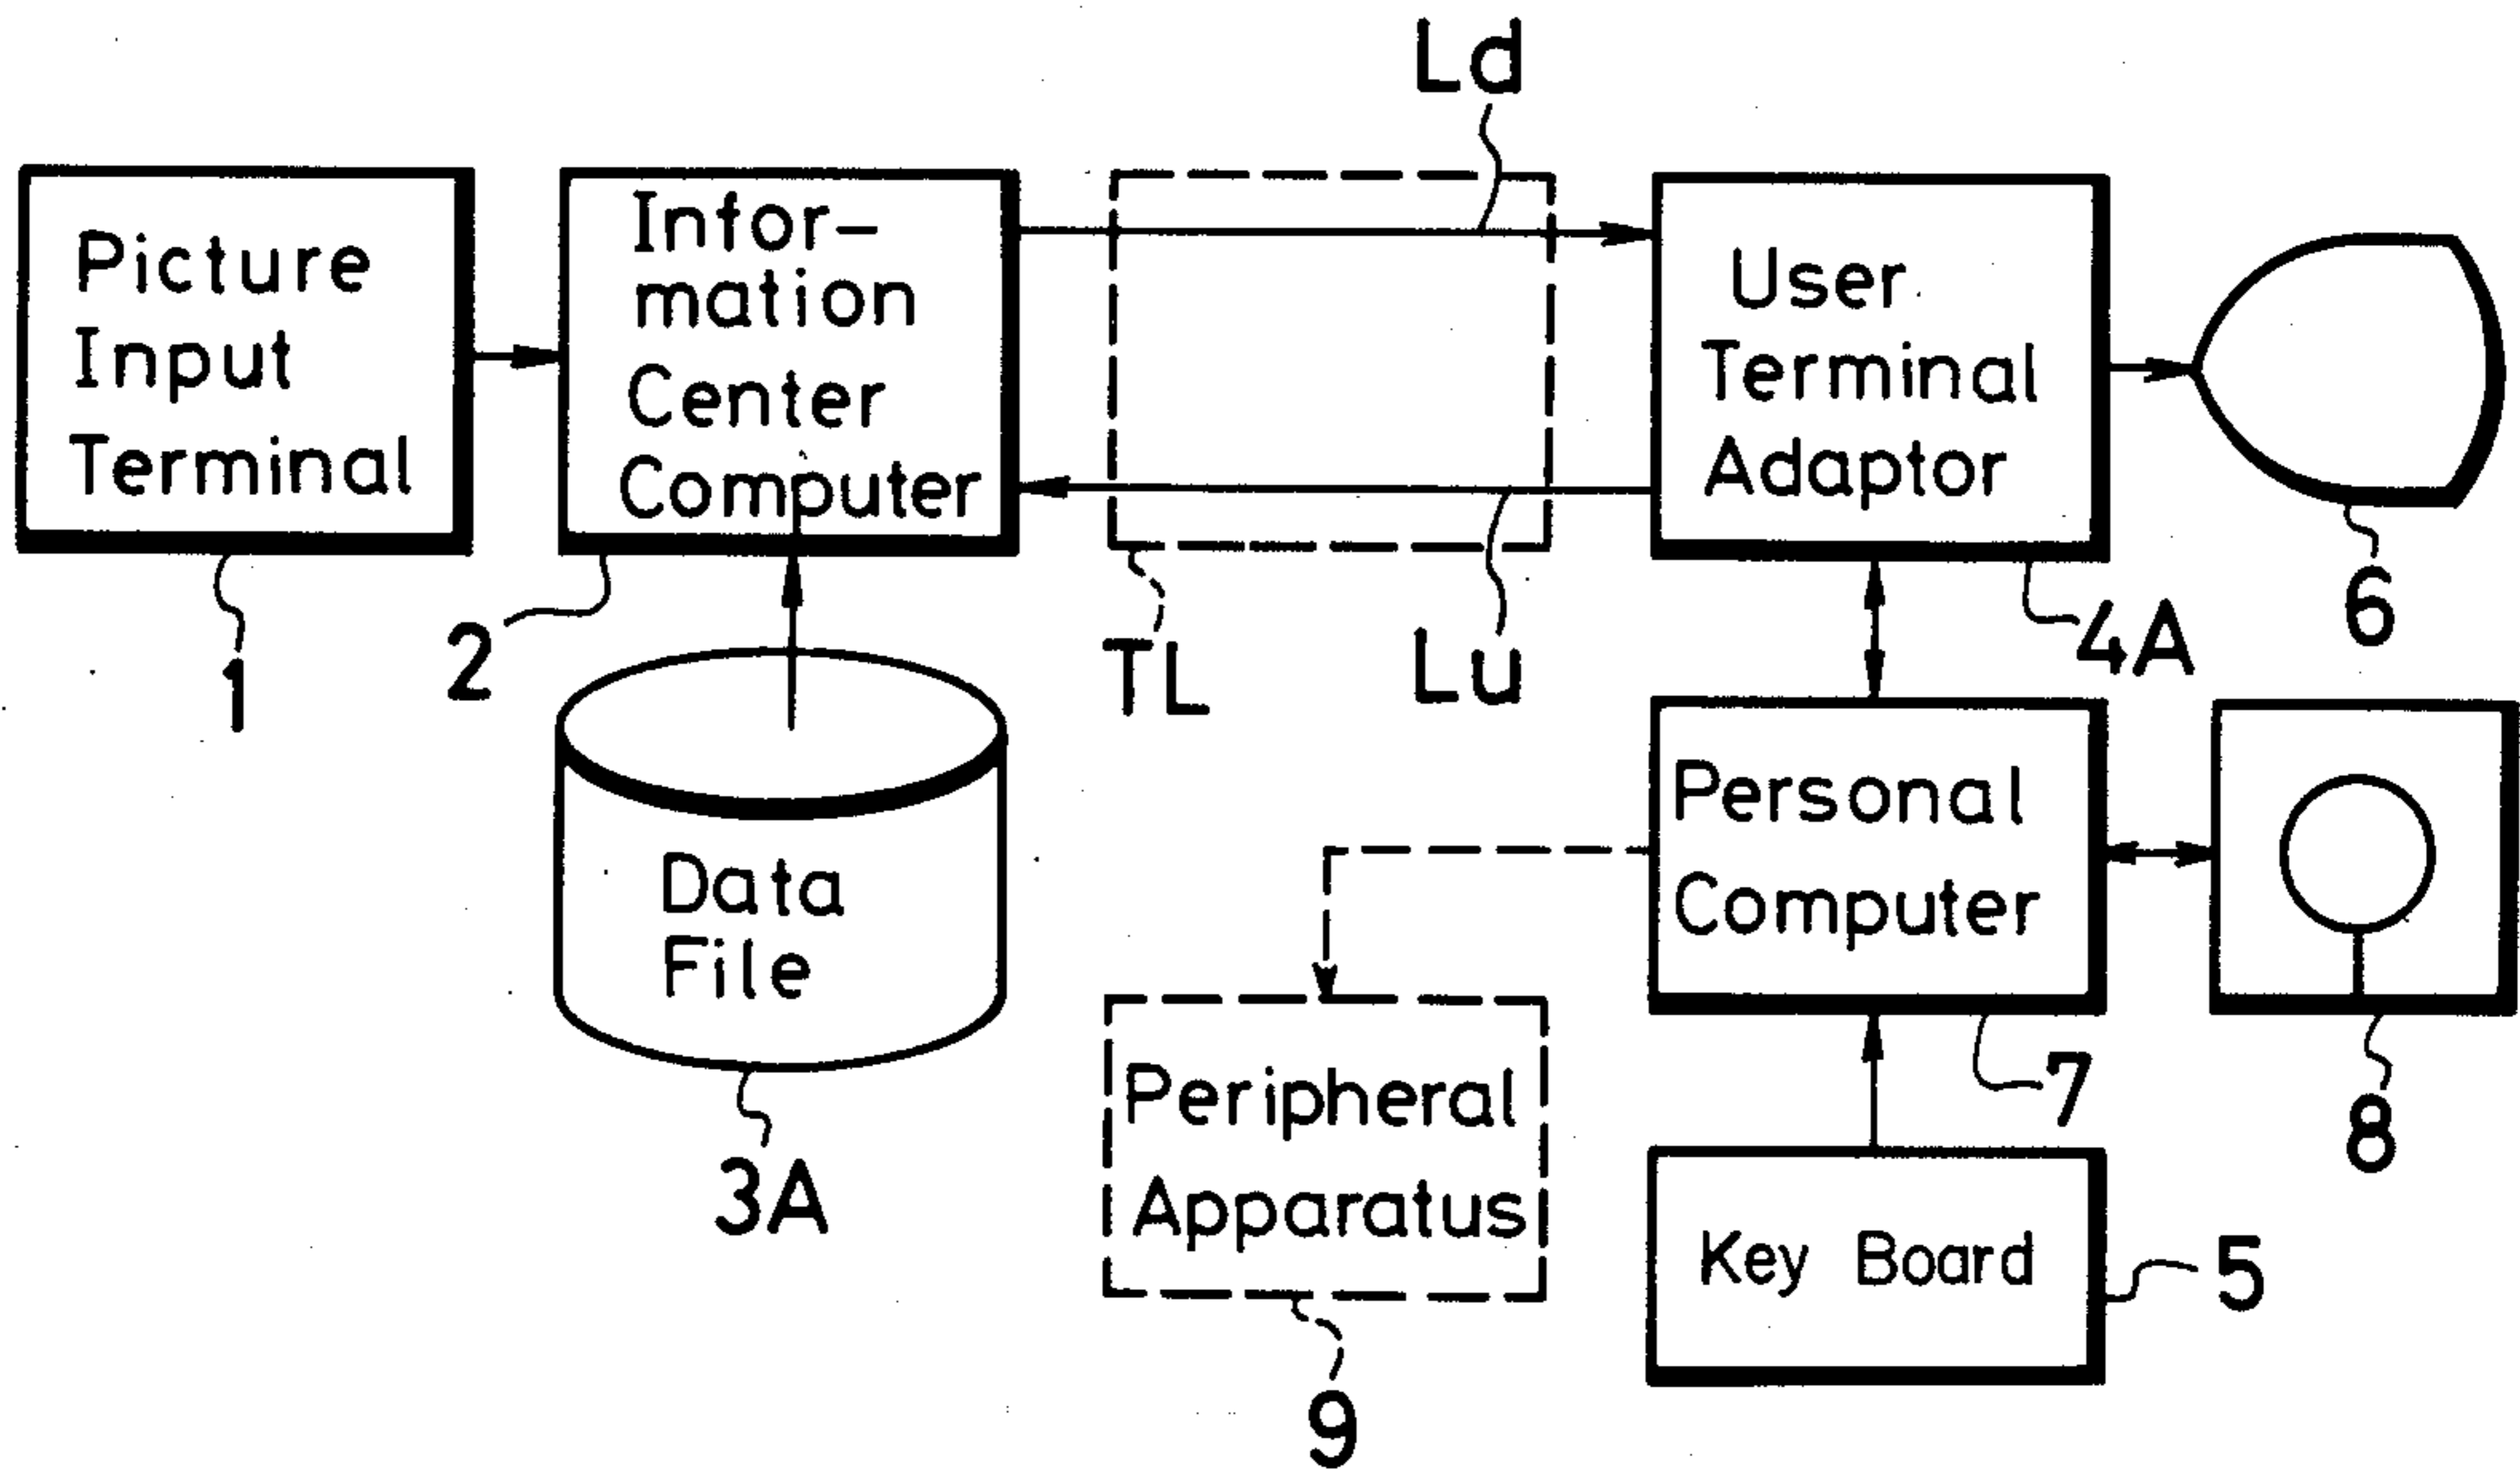 Ld
Picture
Input
Terminal
Infor-
mation
Center
Computer
User
Terminal
Adaptor
1
2
TL
Lu
4A
6
Data
File
3A
Personal
Computer
7
8
Peripheral
Apparatus
9
Key Board
5